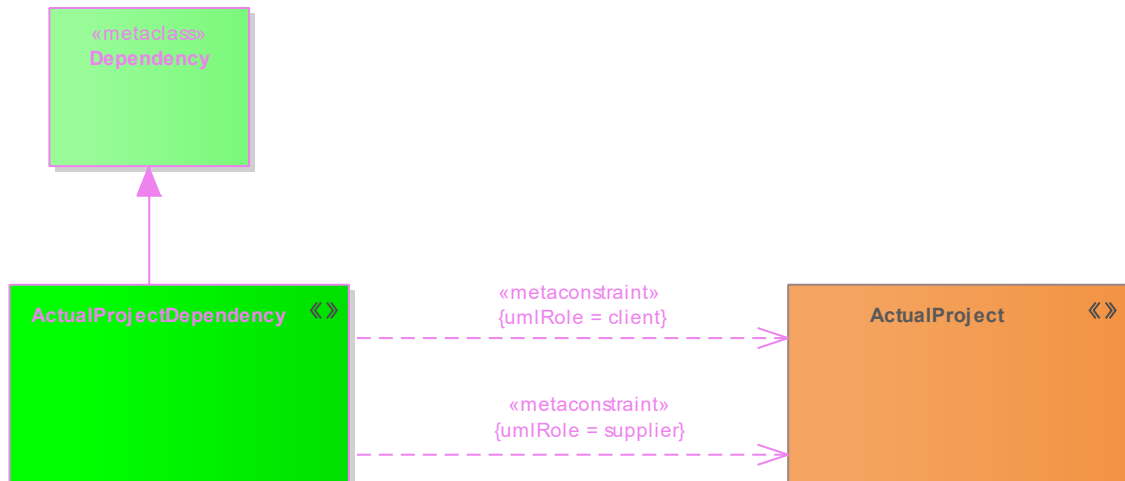 «metaclass»
Dependency
«metaconstraint»
{umlRole = client}
ActualProjectDependency
ActualProject
«metaconstraint»
{umlRole = supplier}